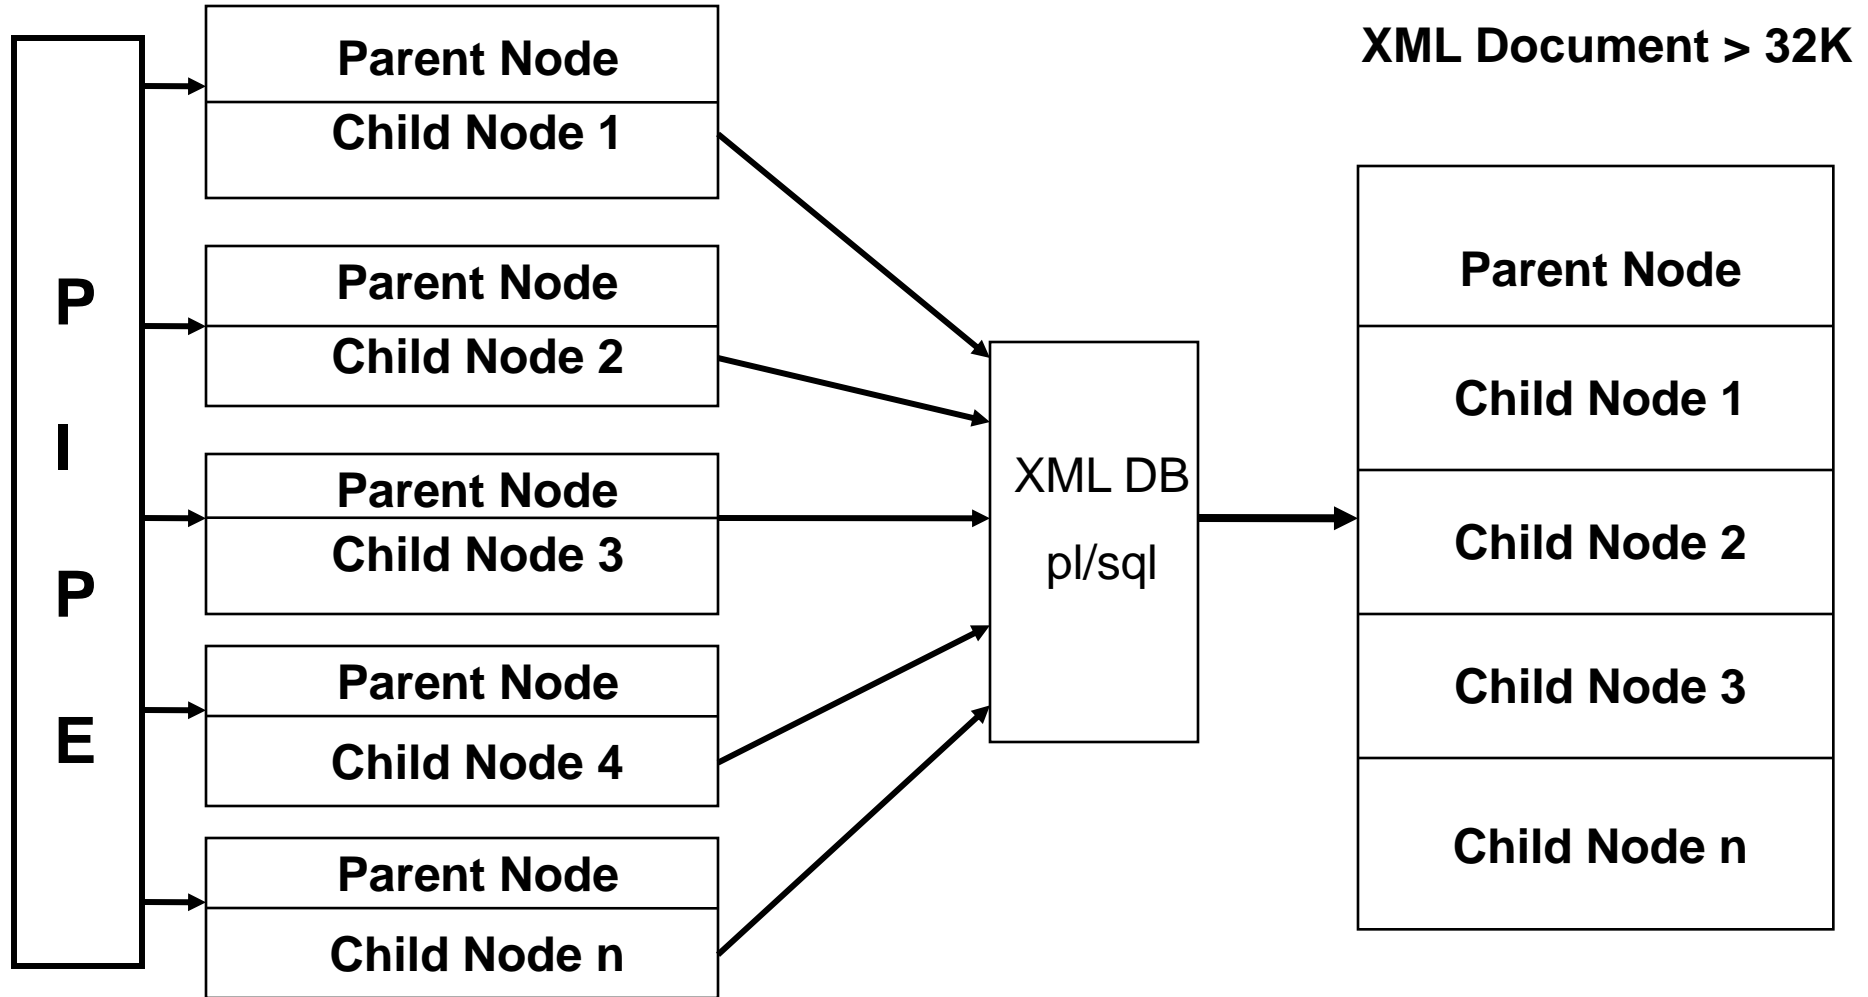 XML Document > 32K
P
I
P
E
Parent Node
Child Node 1
Parent Node
Child Node 2
Parent Node
Child Node 3
Parent Node
Child Node 4
Parent Node
Child Node n
XML DB
pl/sql
Parent Node
Child Node 1
Child Node 2
Child Node 3
Child Node n